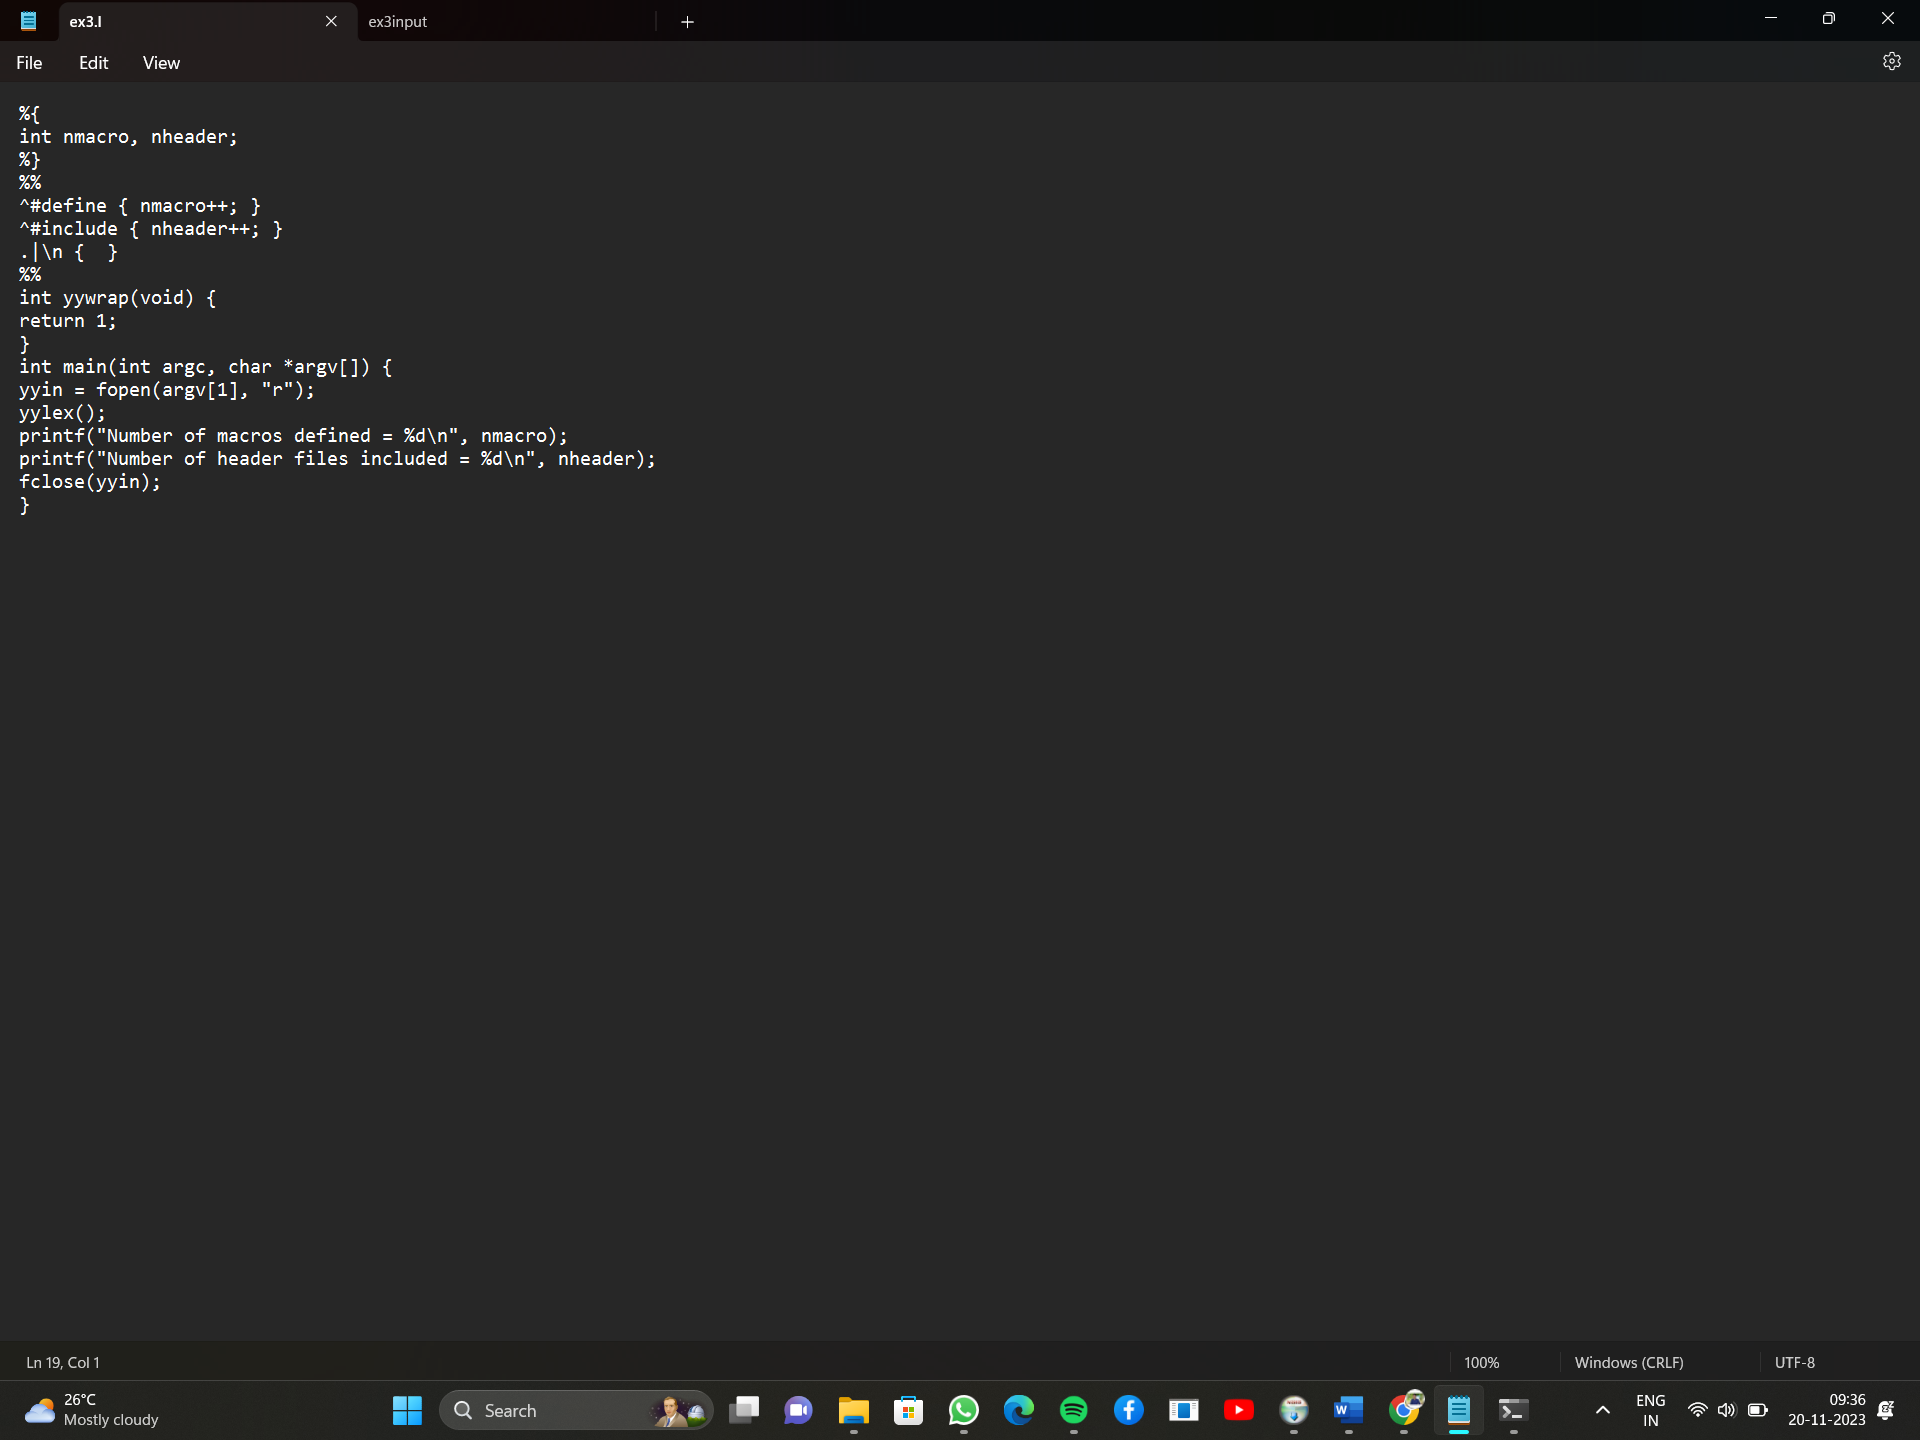 ex3.l
ex3input
File Edit View
%{
int nmacro, nheader;
%}
%%
^#define { nmacro++; }
^#include { nheader++; }
.|\n {  }
%%
int yywrap(void) {
return 1;
}
int main(int argc, char *argv[]) {
yyin = fopen(argv[1], "r");
yylex();
printf("Number of macros defined = %d\n", nmacro);
printf("Number of header files included = %d\n", nheader);
fclose(yyin);
}
Ln 19, Col 1
100%
Windows (CRLF)
UTF-8
26°C
Mostly cloudy
Search
ENG
IN
09:36
20-11-2023